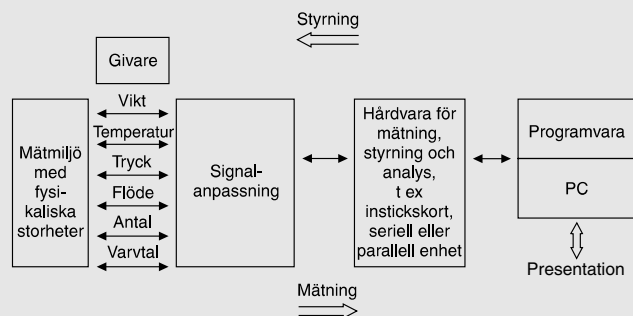 Styrning
Givare
Mätmiljö
med
fysi-
kaliska
storheter
Vikt
Temperatur
Tryck
Flöde
Antal
Varvtal
Signal-
anpassning
Hårdvara för
mätning,
styrning och
analys,
t ex
instickskort,
seriell eller
parallell enhet
Programvara
PC
Presentation
Mätning